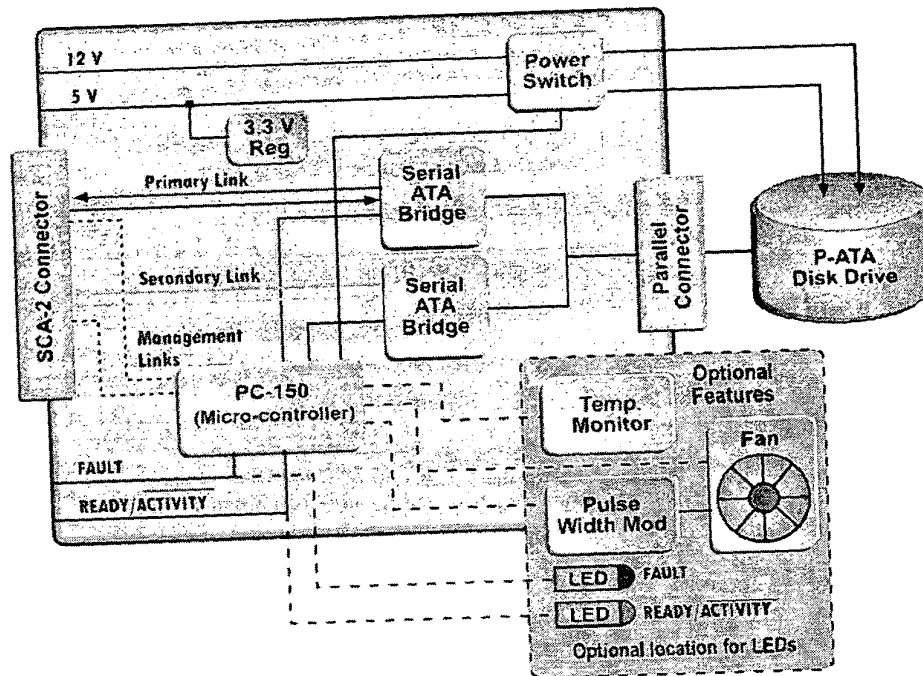 12 V
5 V
Power
Switch
3.3 V
Reg
SCA-2 Connector
Primary Link
Serial
ATA
Bridge
Secondary Link
Serial
ATA
Bridge
Parallel
Connector
P-ATA
Disk Drive
Management
Links
PC-150
(Micro-controller)
FAULT
READY/ACTIVITY
Optional
Features
Temp.
Monitor
Fan
Pulse
Width Mod
LED
FAULT
LED
READY/ACTIVITY
Optional location for LEDs